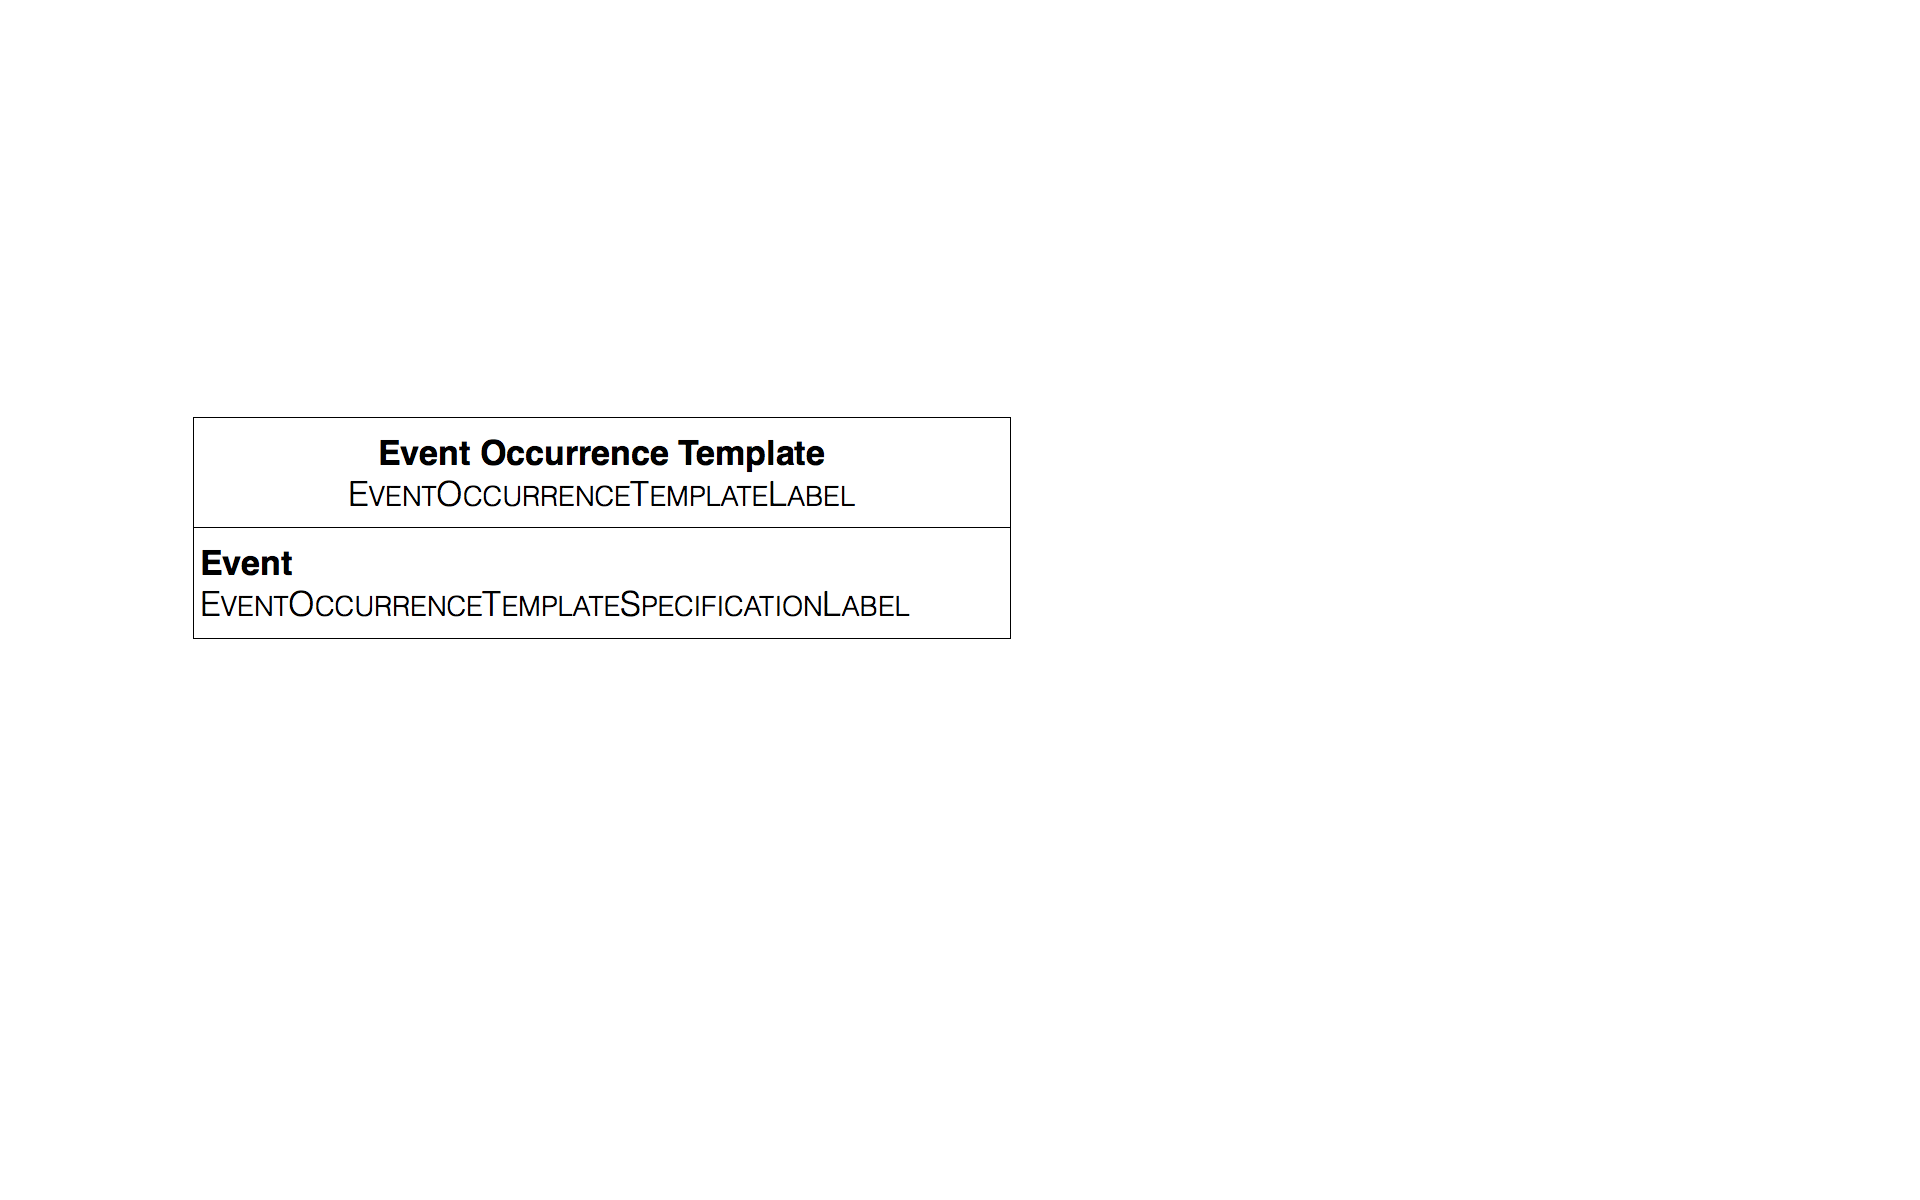 Event Occurrence Template
EVENTOCCURRENCETEMPLATELABEL
Event
EVENTOCCURRENCETEMPLATESPECIFICATIONLABEL